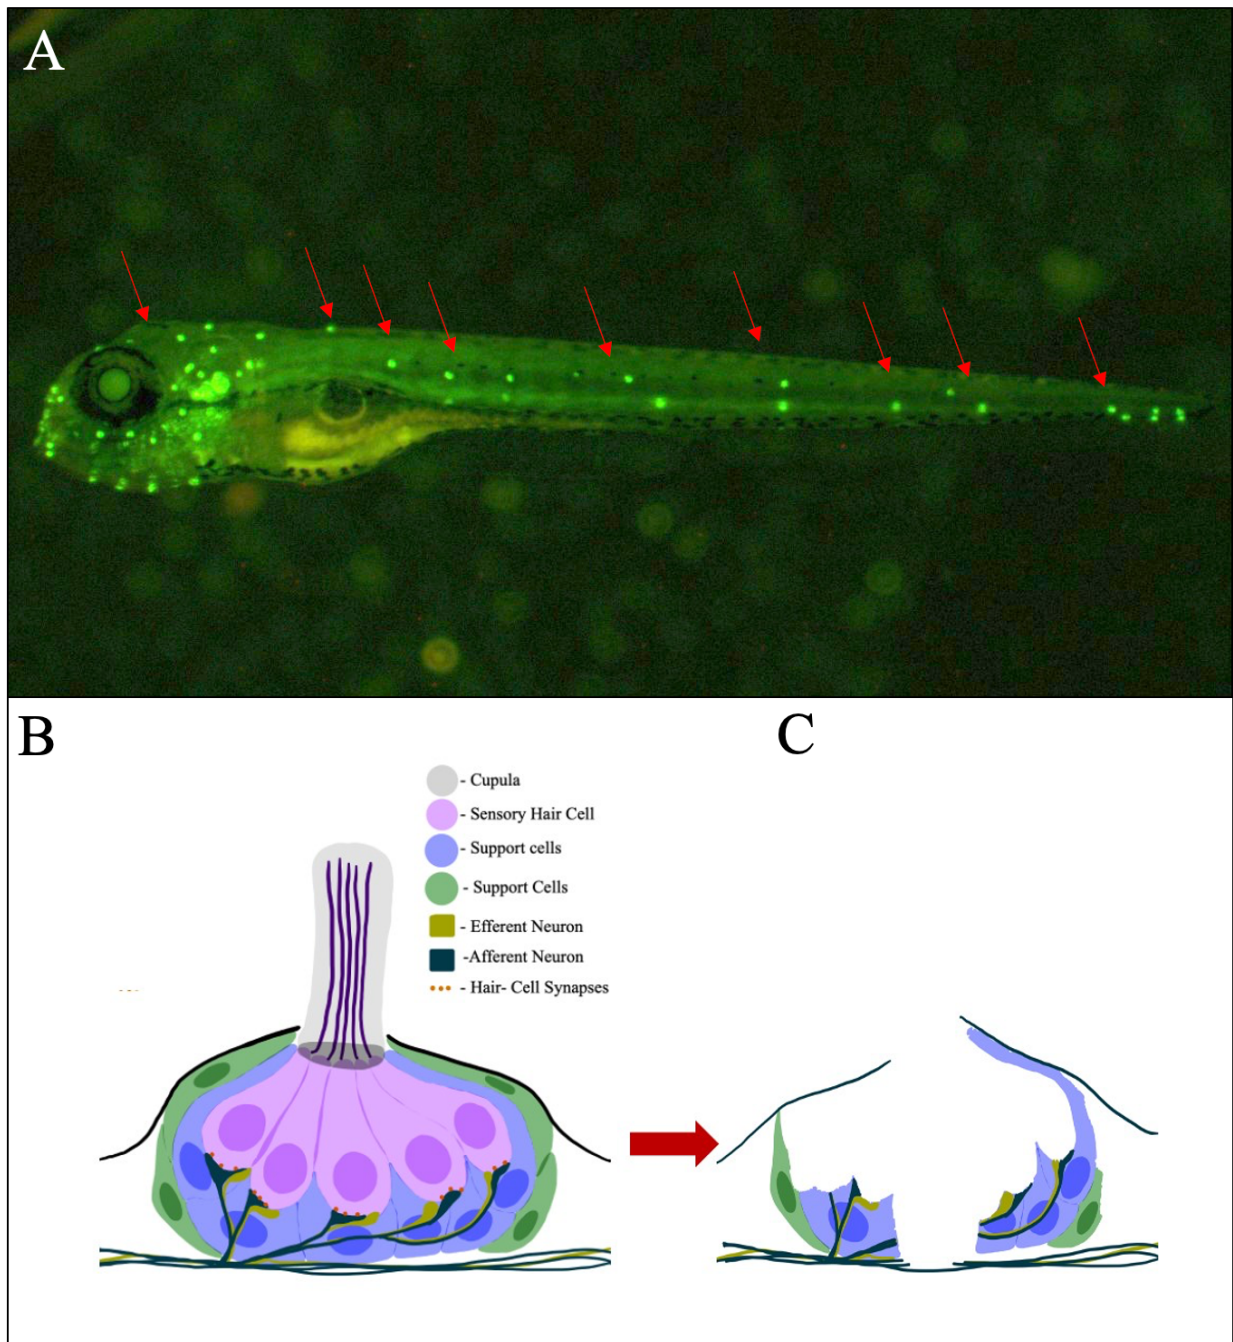 A
B
C
- Cupula
- Sensory Hair Cell
- Support cells
- Support Cells
- Efferent Neuron
-Afferent Neuron
- Hair- Cell Synapses